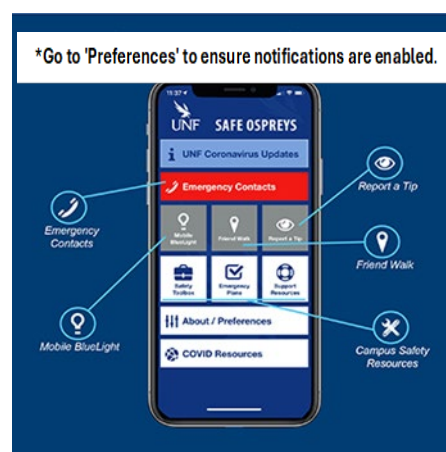 *Go to 'Preferences' to ensure notifications are enabled.
11:37
UNF
SAFE OSPREYS
UNF Coronavirus Updates
Emergency Contacts
Mobile
BlueLight
Friend Walk
Report a Tip
Safety
Toolbox
Emergency
Plans
Support
Resources
About / Preferences
COVID Resources
Emergency
Contacts
Mobile BlueLight
Report a Tip
Friend Walk
Campus Safety
Resources